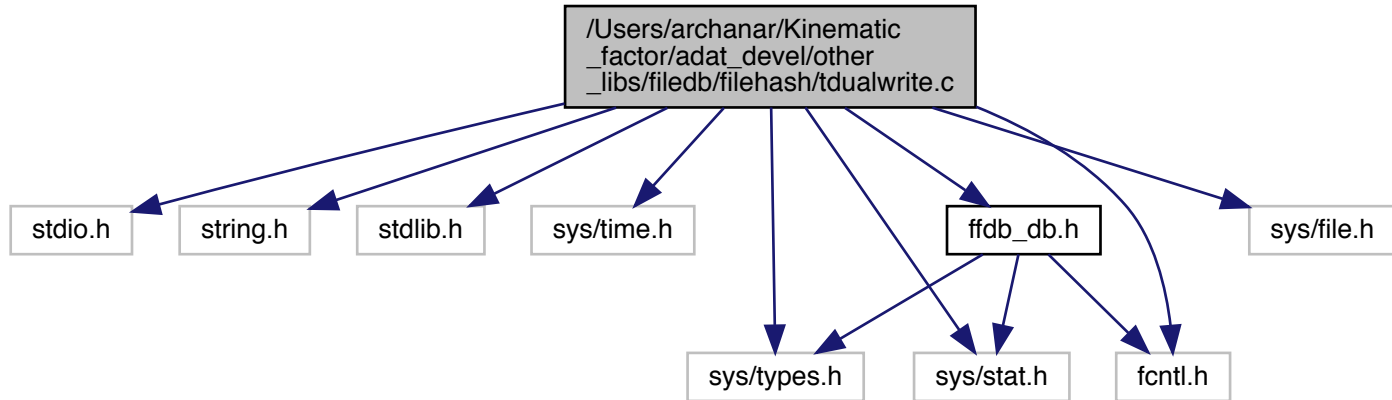 /Users/archanar/Kinematic
_factor/adat_devel/other
_libs/filedb/filehash/tdualwrite.c
stdio.h
string.h
stdlib.h
sys/time.h
ffdb_db.h
sys/file.h
sys/types.h
sys/stat.h
fcntl.h